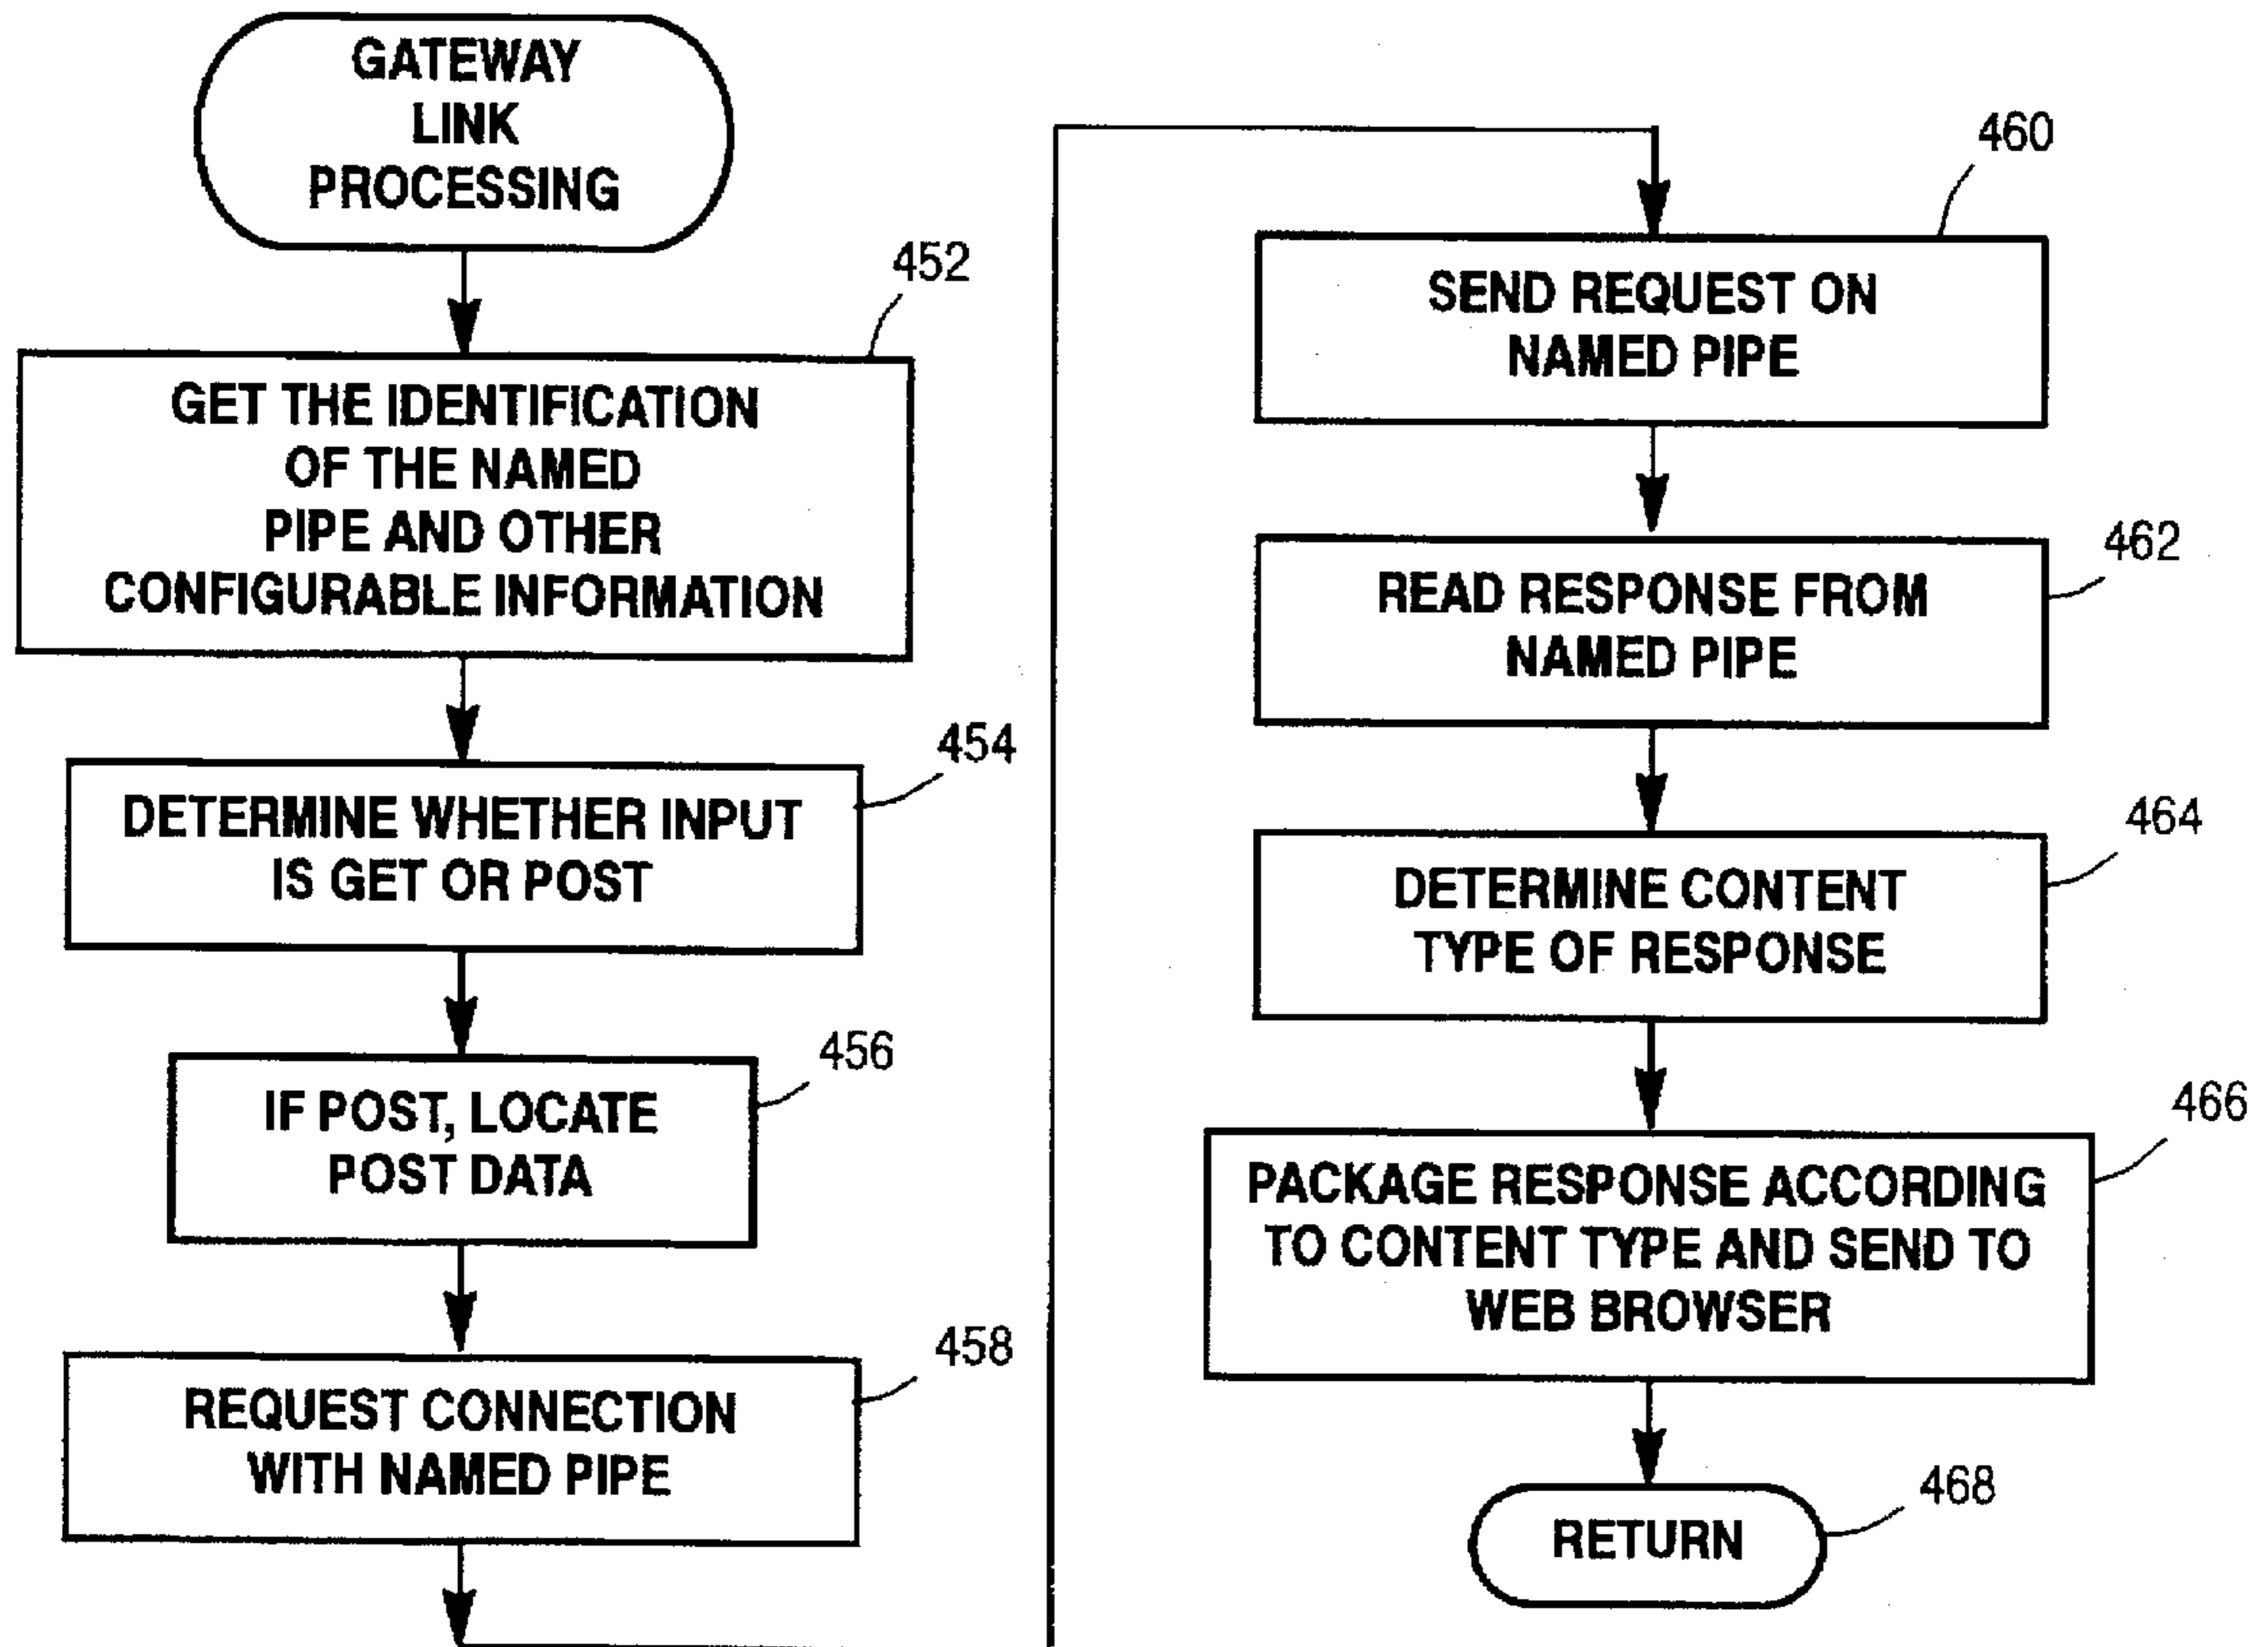 GATEWAY
LINK
PROCESSING
452
GET THE IDENTIFICATION
OF THE NAMED
PIPE AND OTHER
CONFIGURABLE INFORMATION
454
DETERMINE WHETHER INPUT
IS GET OR POST
456
IF POST, LOCATE
POST DATA
458
REQUEST CONNECTION
WITH NAMED PIPE
460
SEND REQUEST ON
NAMED PIPE
462
READ RESPONSE FROM
NAMED PIPE
464
DETERMINE CONTENT
TYPE OF RESPONSE
466
PACKAGE RESPONSE ACCORDING
TO CONTENT TYPE AND SEND TO
WEB BROWSER
468
RETURN